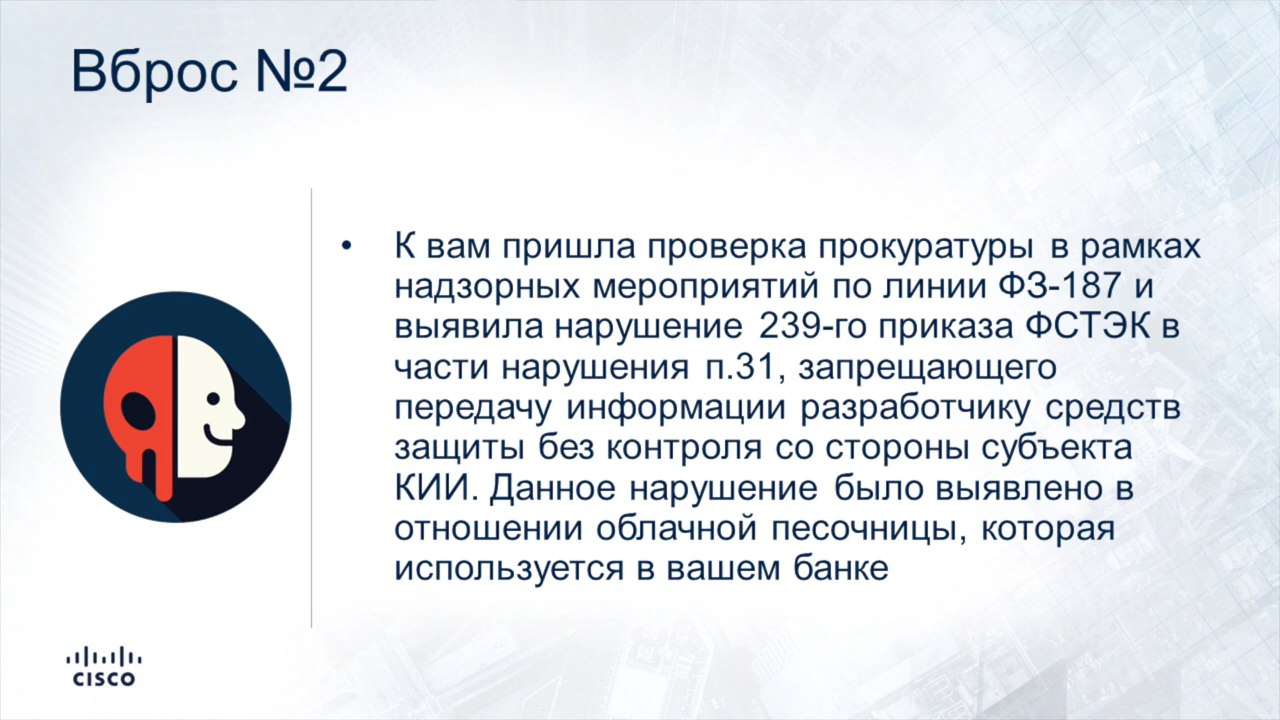 Вброс №2
• К вам пришла проверка прокуратуры в рамках
надзорных мероприятий по линии ФЗ-187 и
выявила нарушение 239-го приказа ФСТЭК в
части нарушения п.31, запрещающего
передачу информации разработчику средств
защиты без контроля со стороны субъекта
КИИ. Данное нарушение было выявлено в
отношении облачной песочницы, которая
используется в вашем банке
CISCO